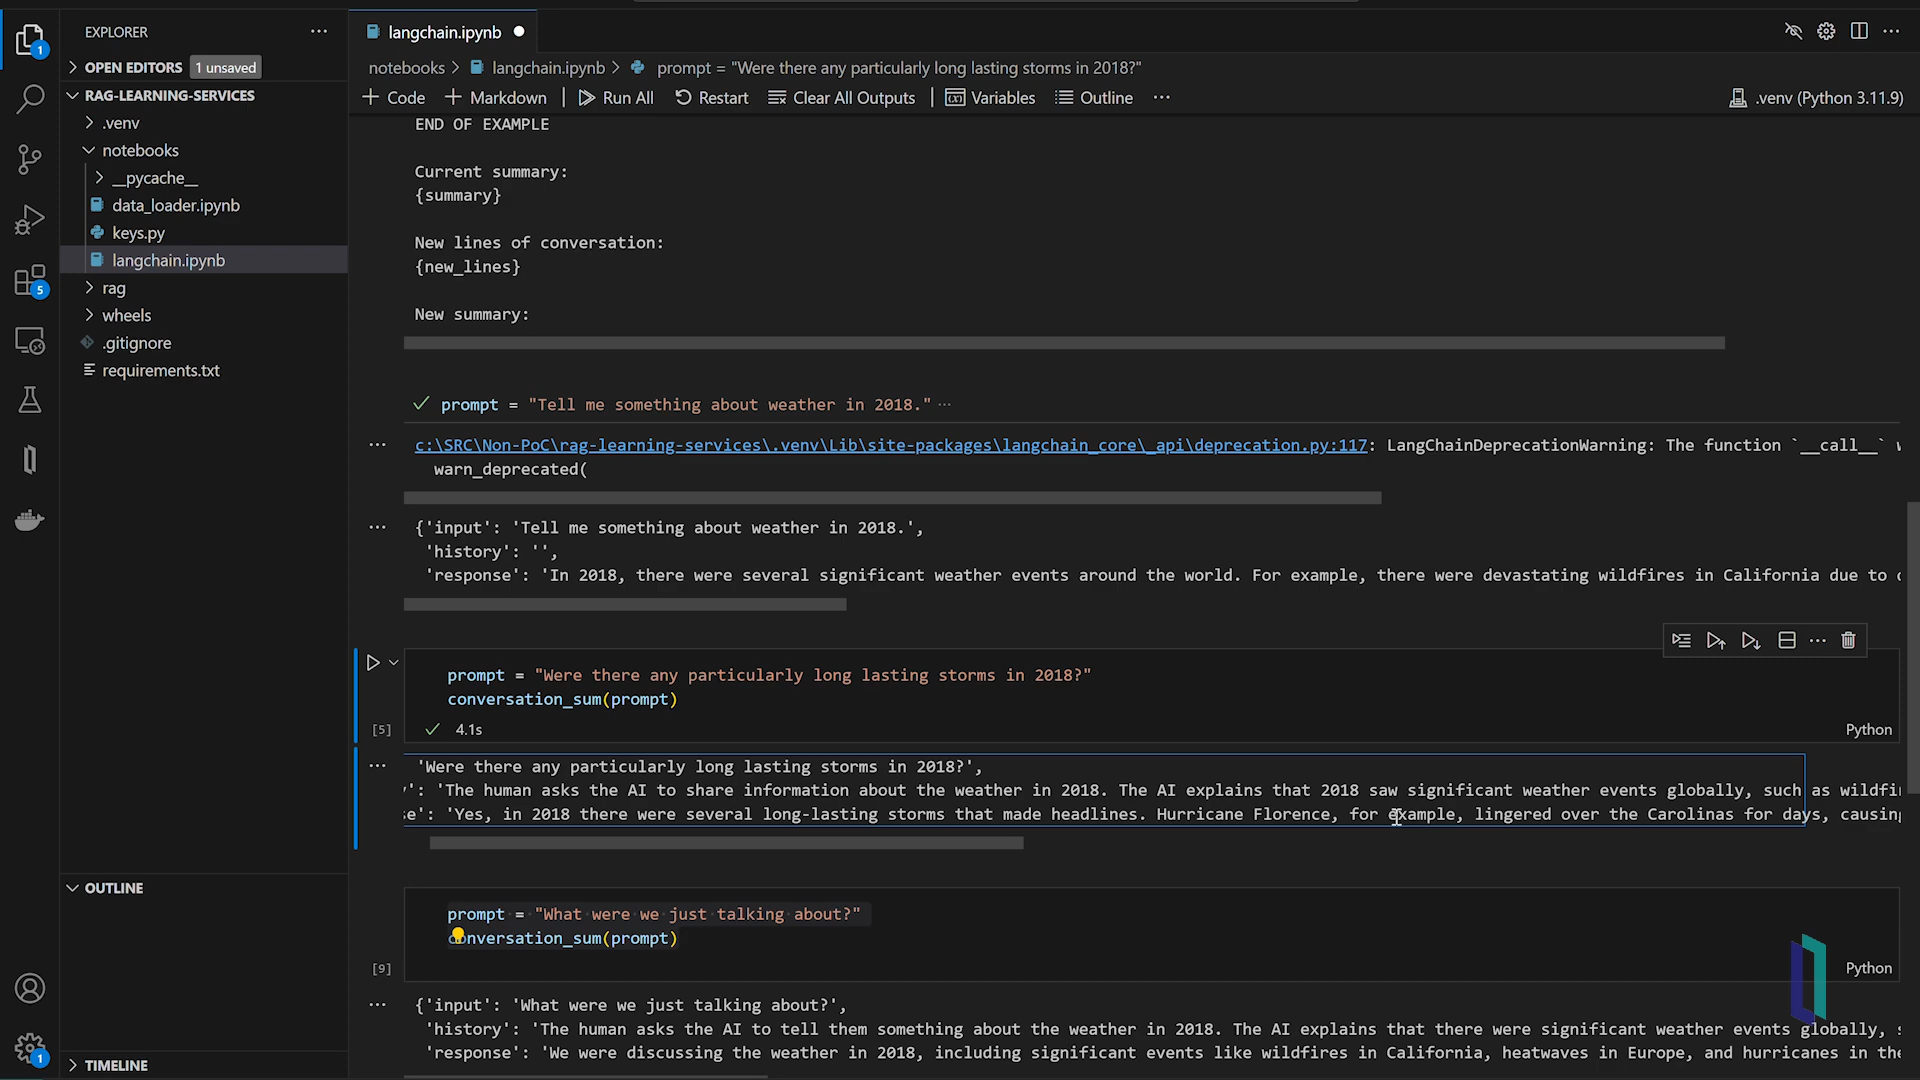 EXPLORER
langchain.ipynb
OPEN EDITORS 1 unsaved
notebooks > langchain.ipynb > prompt = "Were there any particularly long lasting storms in 2018?"
RAG-LEARNING-SERVICES
Code Markdown Run All Restart Clear All Outputs Variables Outline ... .venv (Python 3.11.9)
.venv
notebooks
__pycache__
data_loader.ipynb
keys.py
langchain.ipynb
rag
wheels
.gitignore
requirements.txt
OUTLINE
TIMELINE
1
5
1
END OF EXAMPLE
Current summary:
{summary}
New lines of conversation:
{new_lines}
New summary:
prompt = "Tell me something about weather in 2018." ...
c:\SRC\Non-PoC\rag-learning-services\.venv\Lib\site-packages\langchain_core\_api\deprecation.py:117: LangChainDeprecationWarning: The function `__call__` w
warn_deprecated(
{'input': 'Tell me something about weather in 2018.',
'history': '',
'response': 'In 2018, there were several significant weather events around the world. For example, there were devastating wildfires in California due to
prompt = "Were there any particularly long lasting storms in 2018?"
conversation_sum(prompt)
[5] 4.1s Python
'Were there any particularly long lasting storms in 2018?',
': 'The human asks the AI to share information about the weather in 2018. The AI explains that 2018 saw significant weather events globally, such as wildfi
se': 'Yes, in 2018 there were several long-lasting storms that made headlines. Hurricane Florence, for example, lingered over the Carolinas for days, causing
prompt = "What were we just talking about?"
conversation_sum(prompt)
[9] Python
{'input': 'What were we just talking about?',
'history': 'The human asks the AI to tell them something about the weather in 2018. The AI explains that there were significant weather events globally, s
'response': 'We were discussing the weather in 2018, including significant events like wildfires in California, heatwaves in Europe, and hurricanes in the